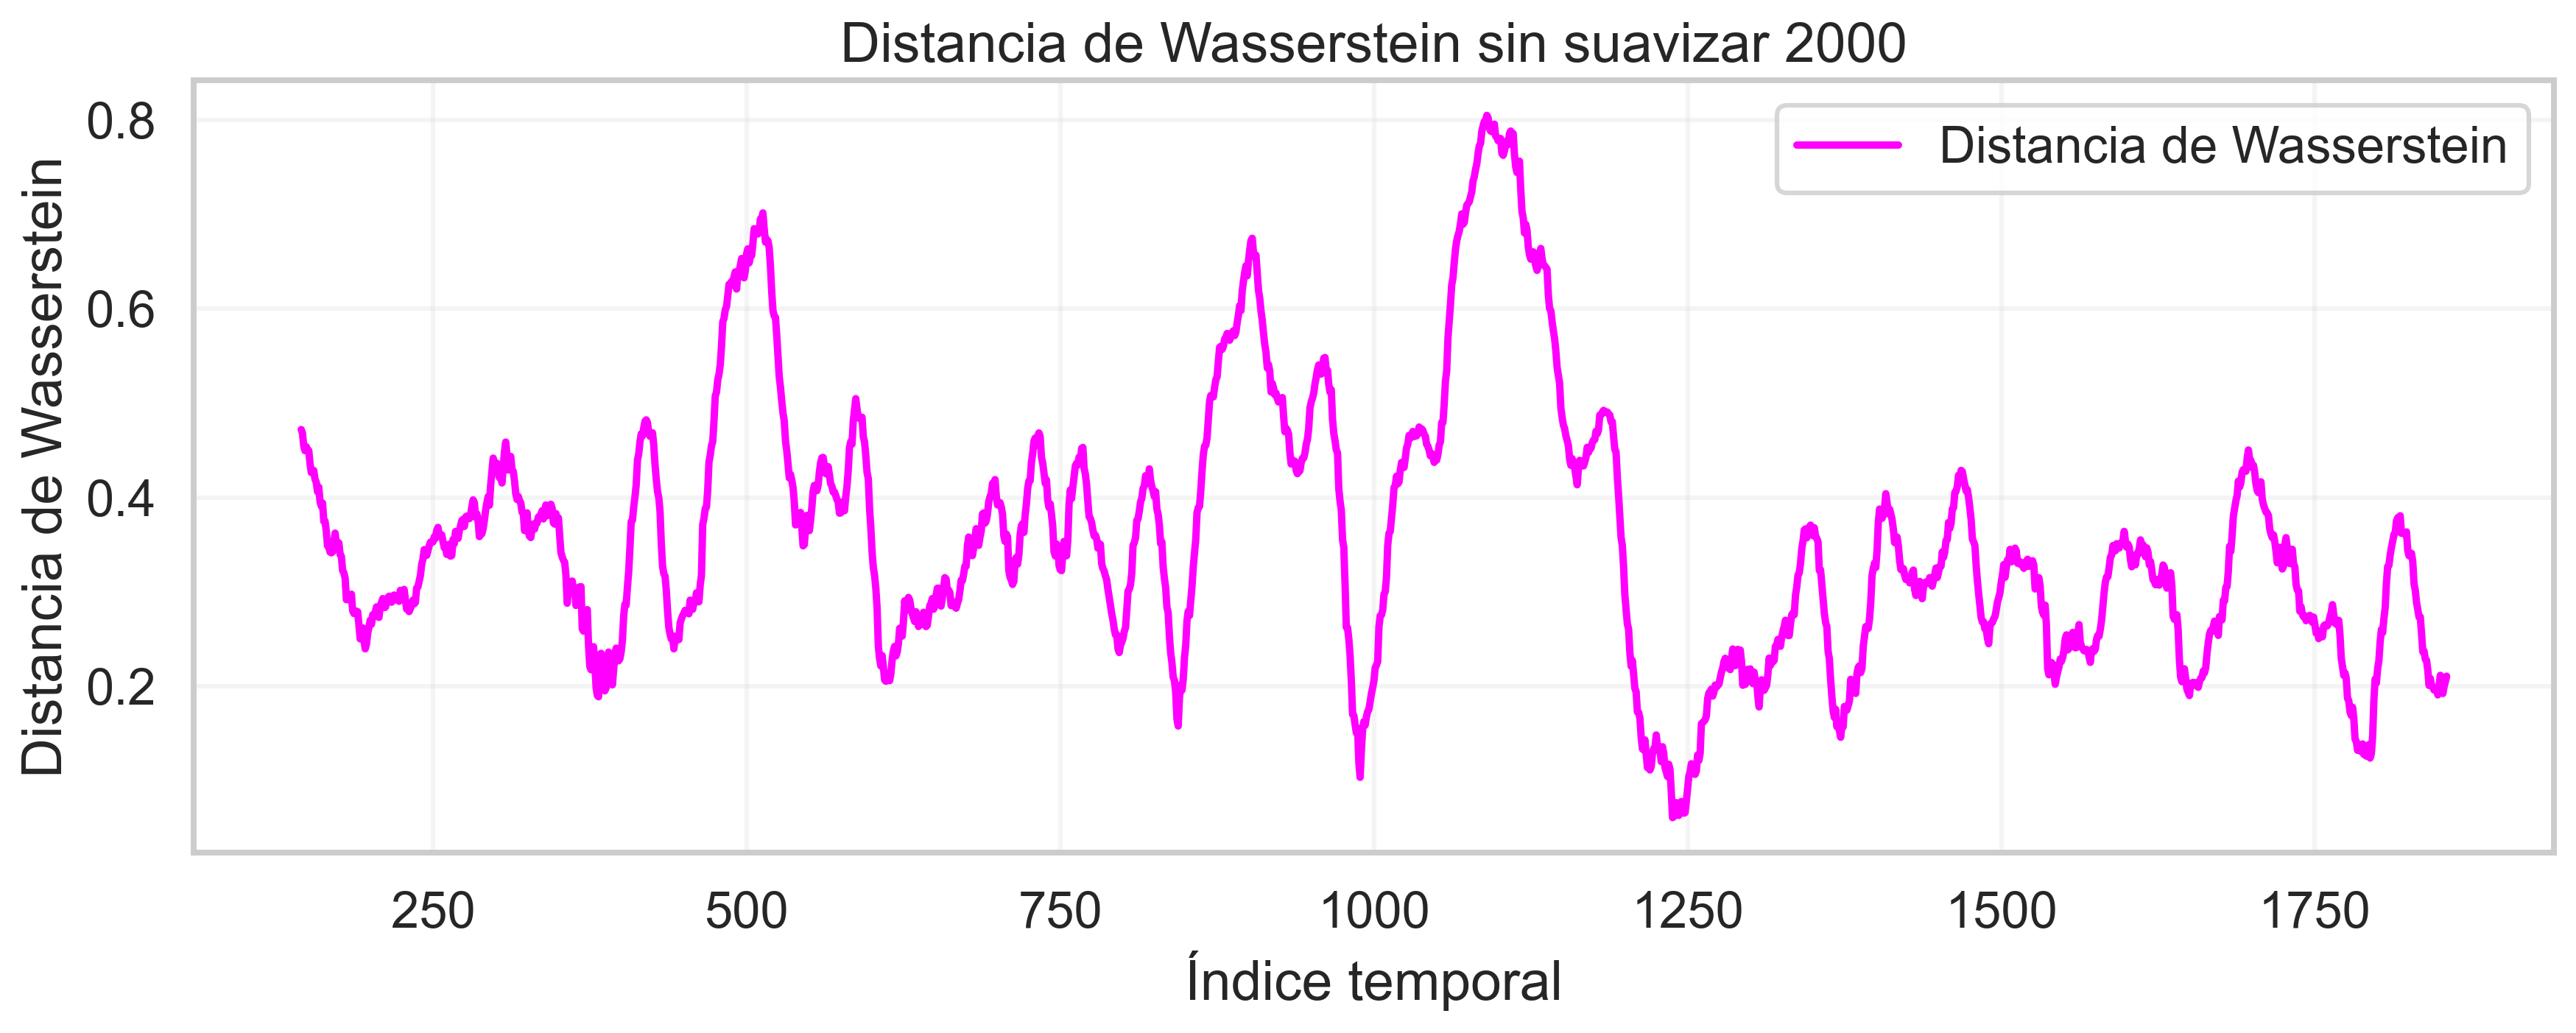 Distancia de Wasserstein sin suavizar 2000
Distancia de Wasserstein
Distancia de Wasserstein
0.8
0.6
0.4
0.2
250 500 750 1000 1250 1500 1750
Índice temporal